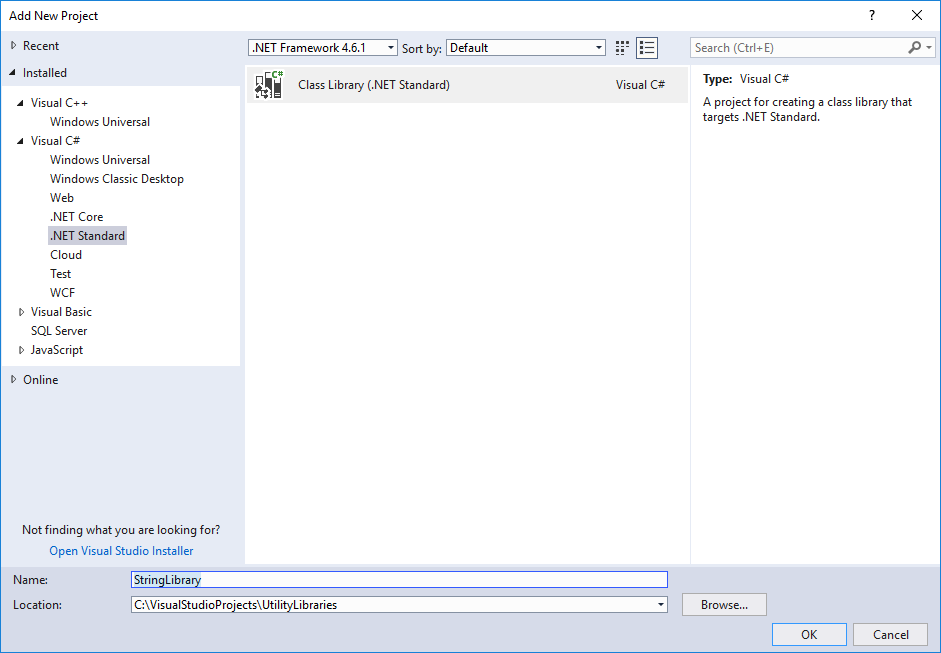 Add New Project
?
Recent
.NET Framework 4.6.1 Sort by: Default
Search (Ctrl+E)
Installed
Visual C++
Windows Universal
Visual C#
Windows Universal
Windows Classic Desktop
Web
.NET Core
.NET Standard
Cloud
Test
WCF
Visual Basic
SQL Server
JavaScript
Online
Not finding what you are looking for?
Open Visual Studio Installer
C#
Class Library (.NET Standard) Visual C#
Type: Visual C#
A project for creating a class library that
targets .NET Standard.
Name: StringLibrary
Location: C:\VisualStudioProjects\UtilityLibraries
Browse...
OK Cancel